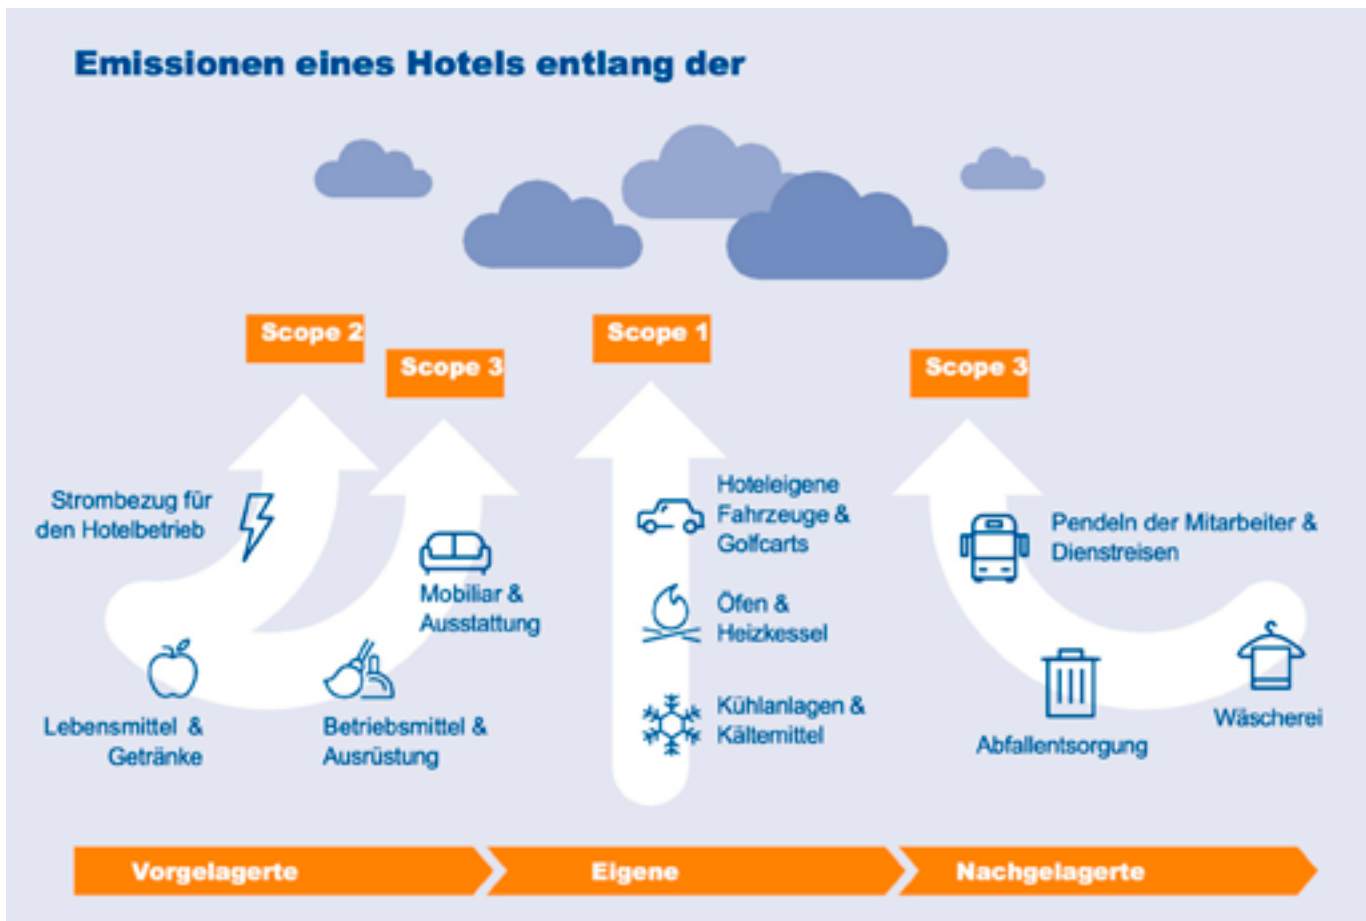 Emissionen eines Hotels entlang der
Scope 2
Scope 3
Scope 1
Scope 3
Strombezug für
den Hotelbetrieb
Mobiliar &
Ausstattung
Lebensmittel &
Getränke
Betriebsmittel &
Ausrüstung
Hoteleigene
Fahrzeuge &
Golfcarts
Öfen &
Heizkessel
Kühlanlagen &
Kältemittel
Pendeln der Mitarbeiter &
Dienstreisen
Abfallentsorgung
Wäscherei
Vorgelagerte
Eigene
Nachgelagerte